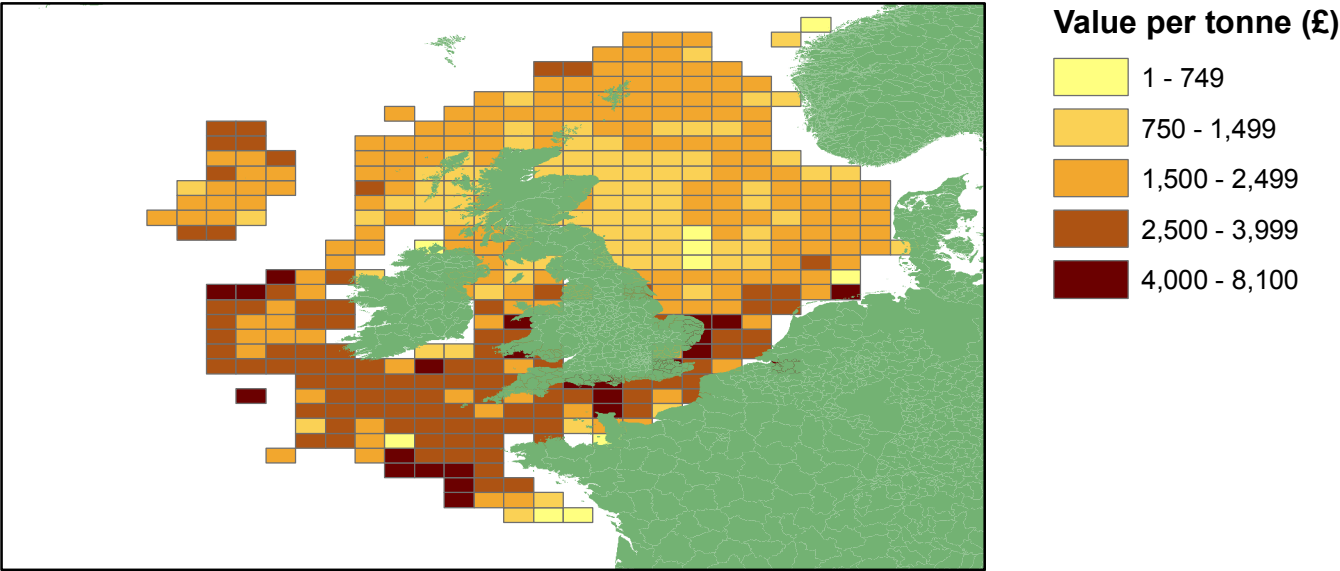 Value per tonne (£)
1 - 749
750 - 1,499
1,500 - 2,499
2,500 - 3,999
4,000 - 8,100